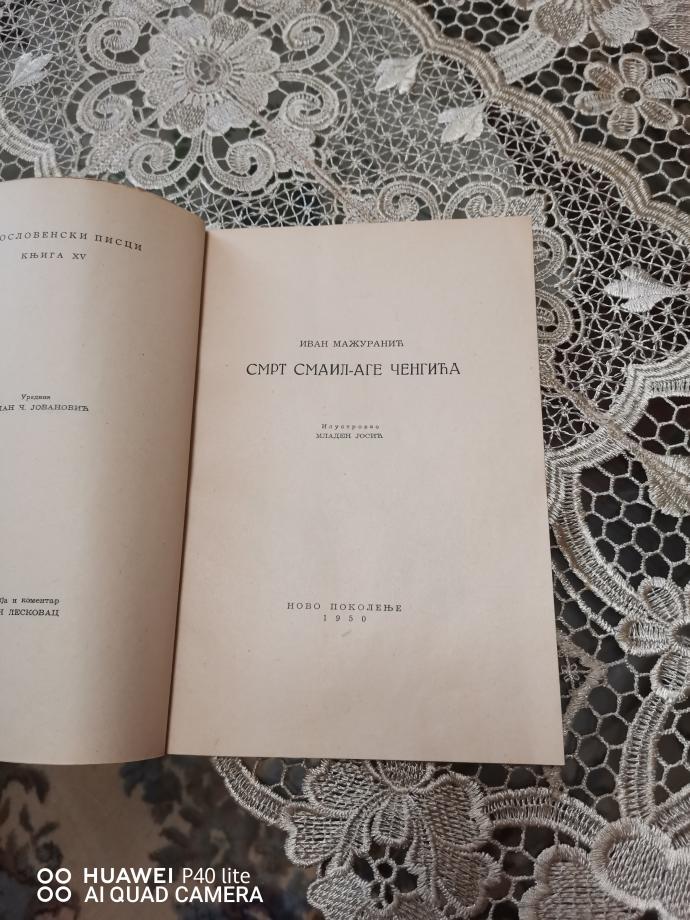 ОСЛОВЕНСКИ ПИСЦИ
КЊИГА XV
Уредник
АН Ч. ЈОВАНОВИЋ
ја и коментар
Н ЛЕСКОВАЦ
ИВАН МАЖУРАНИЋ
СМРТ СМАИЛ-АГЕ ЧЕНГИЋА
Илустровао
МЛАДЕН ЈОСИЋ
НОВО ПОКОЛЕЊЕ
1950
HUAWEI P40 lite
AI QUAD CAMERA